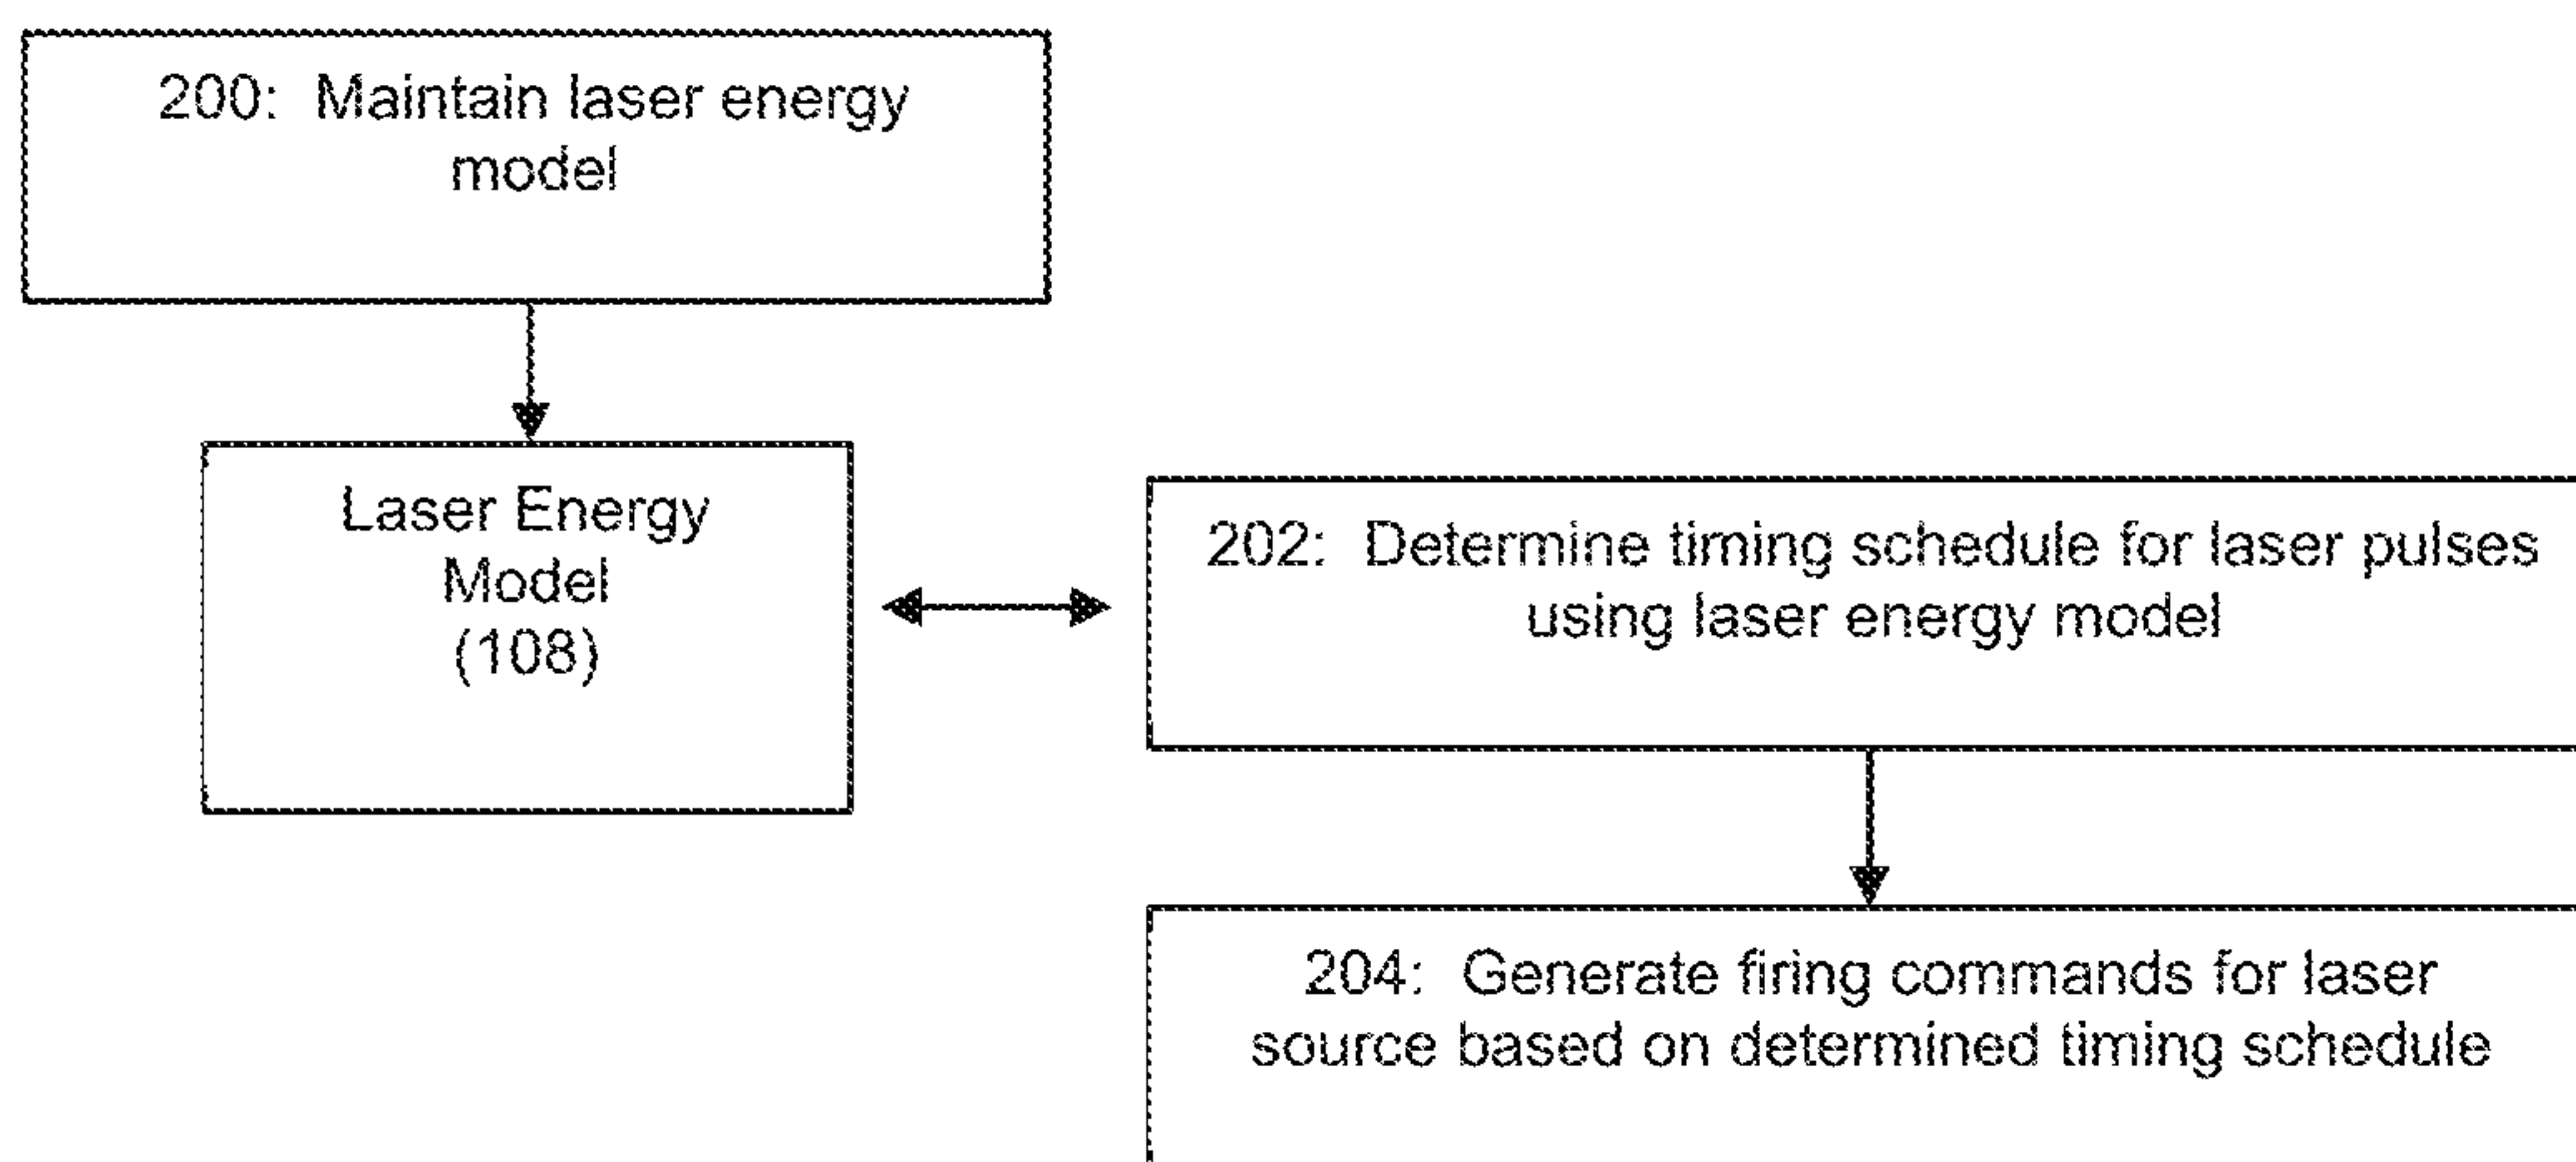 200: Maintain laser energy
model
Laser Energy
Model
(108)
202: Determine timing schedule for laser pulses
using laser energy model
204: Generate firing commands for laser
source based on determined timing schedule